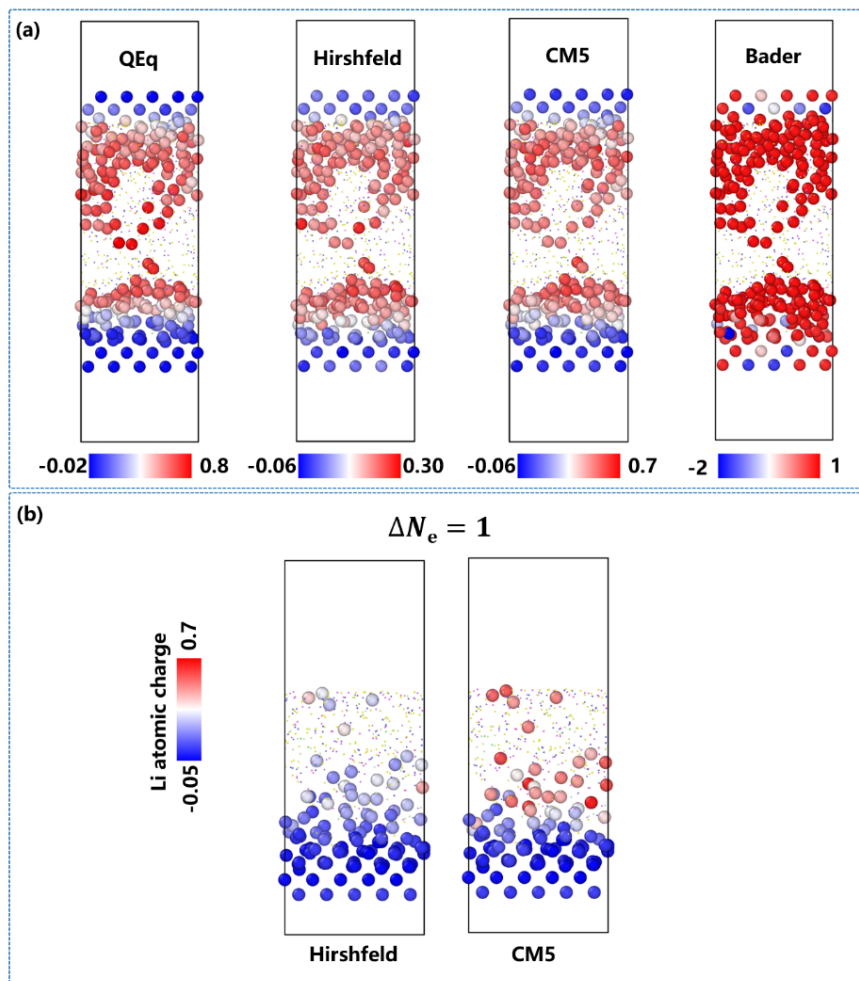 (a)
QEq Hirshfeld CM5 Bader
-0.02 0.8 -0.06 0.30 -0.06 0.7 -2 1
(b)
ΔNₑ = 1
Li atomic charge
0.7
-0.05
Hirshfeld CM5